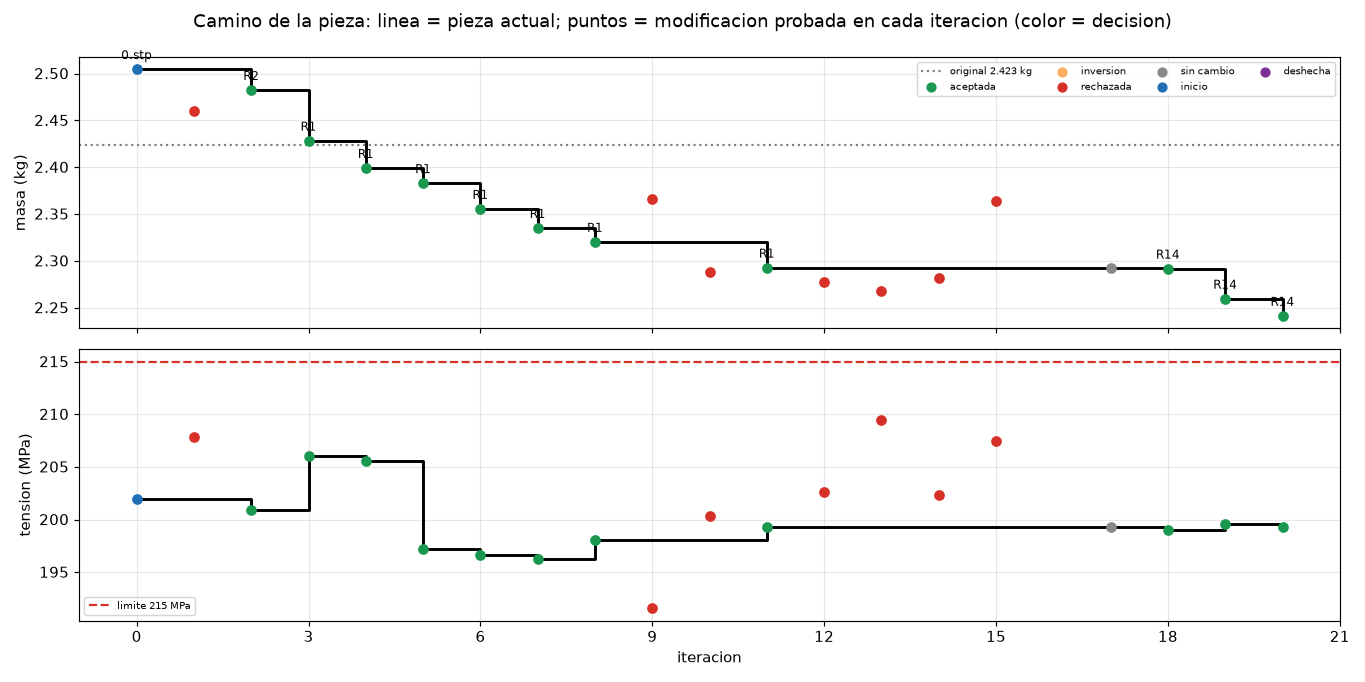 Camino de la pieza: linea = pieza actual; puntos = modificacion probada en cada iteracion (color = decision)
0.stp
R2
R1
R1
R1
R1
R1
R1
R1
R14
R14
R14
original 2.423 kg
aceptada
inversion
rechazada
sin cambio
inicio
deshecha
2.50
2.45
2.40
2.35
2.30
2.25
masa (kg)
215
210
205
200
195
tension (MPa)
limite 215 MPa
0
3
6
9
12
15
18
21
iteracion